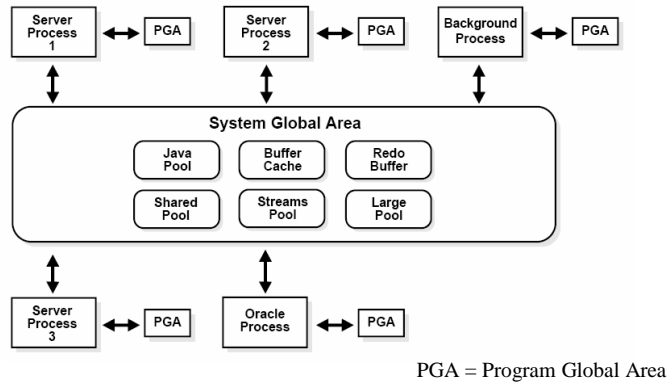 Server
Process
1
PGA
Server
Process
2
PGA
Background
Process
PGA
System Global Area
Java
Pool
Buffer
Cache
Redo
Buffer
Shared
Pool
Streams
Pool
Large
Pool
Server
Process
3
PGA
Oracle
Process
PGA
PGA = Program Global Area